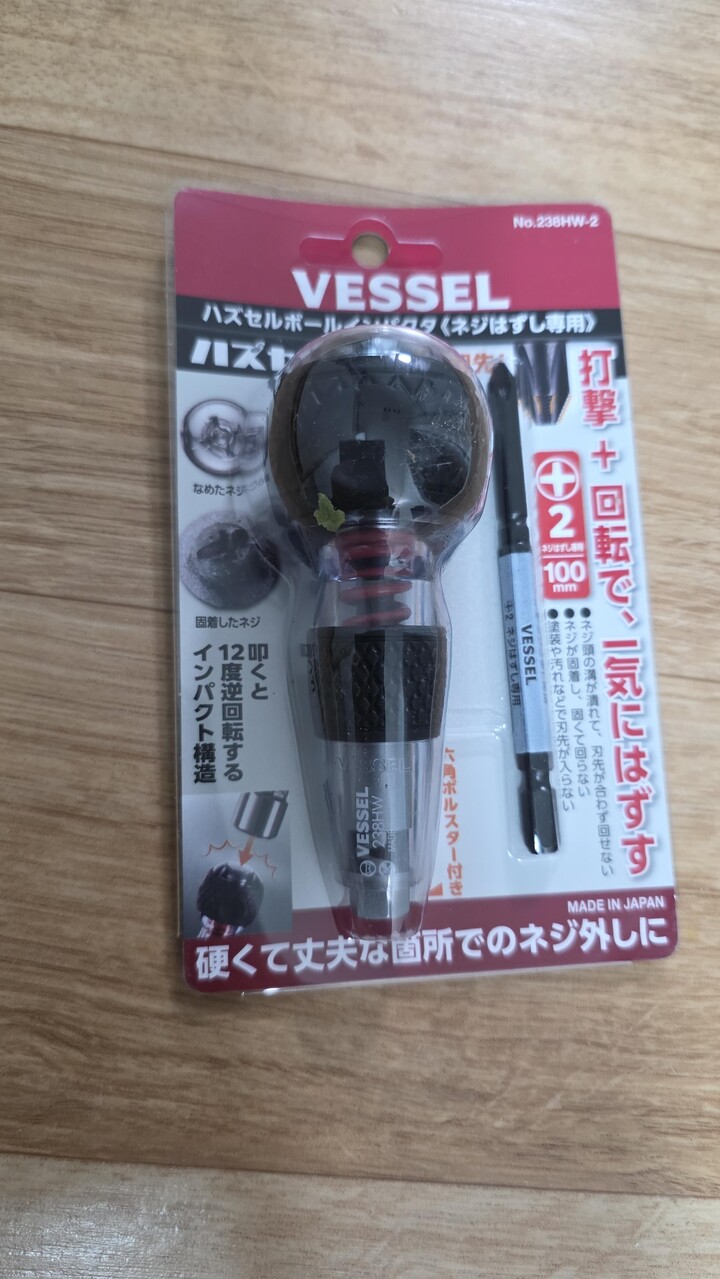 No.238HW-2
VESSEL
ハズセルボールインパクタ《ネジはずし専用》
ハズセ
刃先
打撃＋回転で、一気にはずす
なめたネジ
2
ネジはずし専用
100
mm
固着したネジ
●ネジ頭の溝が潰れて、刃先が合わず回せない
●ネジが固着し、固くて回らない
●塗装や汚れなどで刃先が入らない
VESSEL
+2 ネジはずし専用
叩くと
12度逆回転する
インパクト構造
VESSEL
238HW
六角ボルスター付き
MADE IN JAPAN
硬くて丈夫な箇所でのネジ外しに